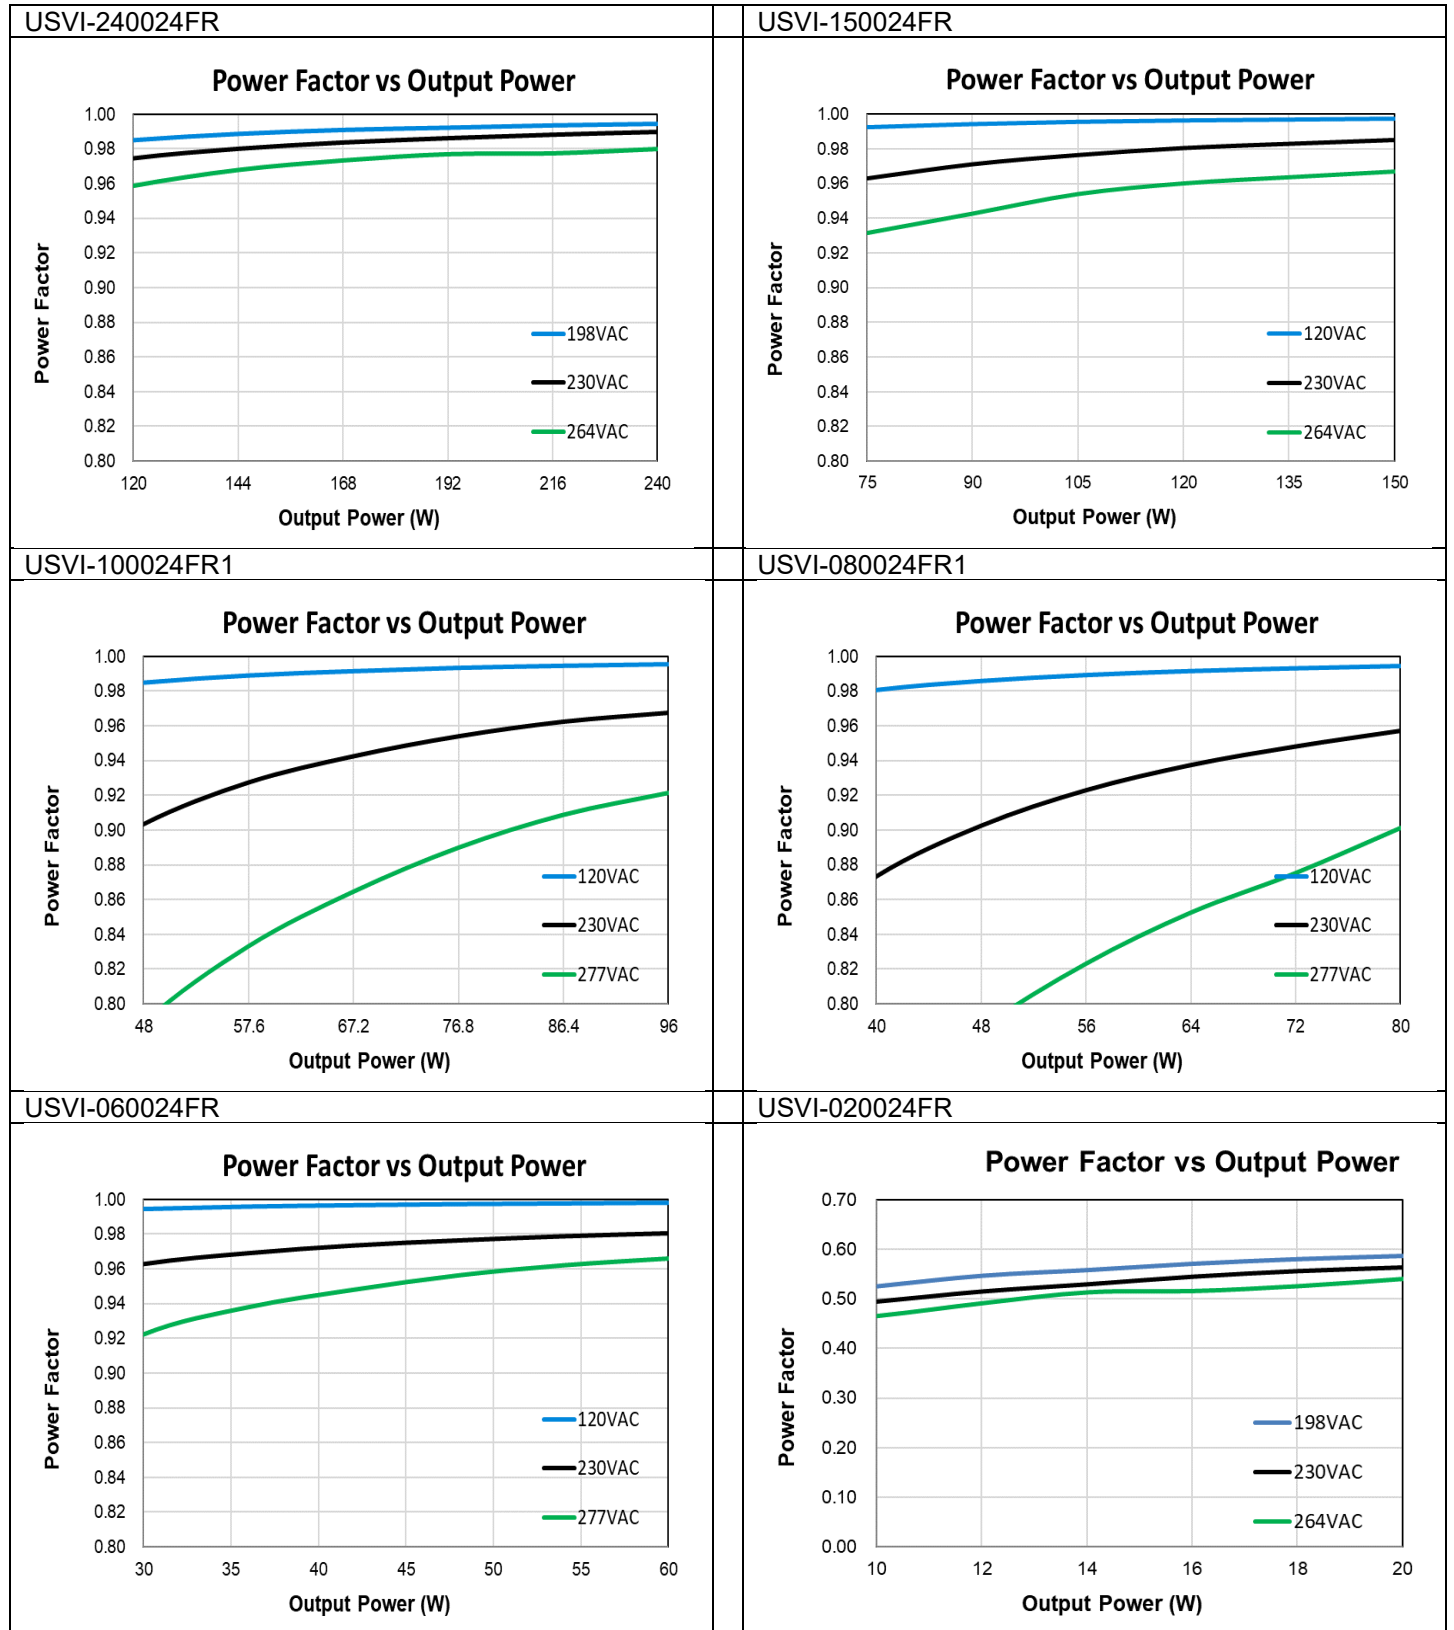 USVI-240024FR
USVI-150024FR
Power Factor vs Output Power
1.00
0.98
0.96
0.94
0.92
0.90
0.88
0.86
0.84
0.82
0.80
Power Factor
198VAC
230VAC
264VAC
120 144 168 192 216 240
Output Power (W)
Power Factor vs Output Power
1.00
0.98
0.96
0.94
0.92
0.90
0.88
0.86
0.84
0.82
0.80
Power Factor
120VAC
230VAC
264VAC
75 90 105 120 135 150
Output Power (W)
USVI-100024FR1
USVI-080024FR1
Power Factor vs Output Power
1.00
0.98
0.96
0.94
0.92
0.90
0.88
0.86
0.84
0.82
0.80
Power Factor
120VAC
230VAC
277VAC
48 57.6 67.2 76.8 86.4 96
Output Power (W)
Power Factor vs Output Power
1.00
0.98
0.96
0.94
0.92
0.90
0.88
0.86
0.84
0.82
0.80
Power Factor
120VAC
230VAC
277VAC
40 48 56 64 72 80
Output Power (W)
USVI-060024FR
USVI-020024FR
Power Factor vs Output Power
1.00
0.98
0.96
0.94
0.92
0.90
0.88
0.86
0.84
0.82
0.80
Power Factor
120VAC
230VAC
277VAC
30 35 40 45 50 55 60
Output Power (W)
Power Factor vs Output Power
0.70
0.60
0.50
0.40
0.30
0.20
0.10
0.00
Power Factor
198VAC
230VAC
264VAC
10 12 14 16 18 20
Output Power (W)